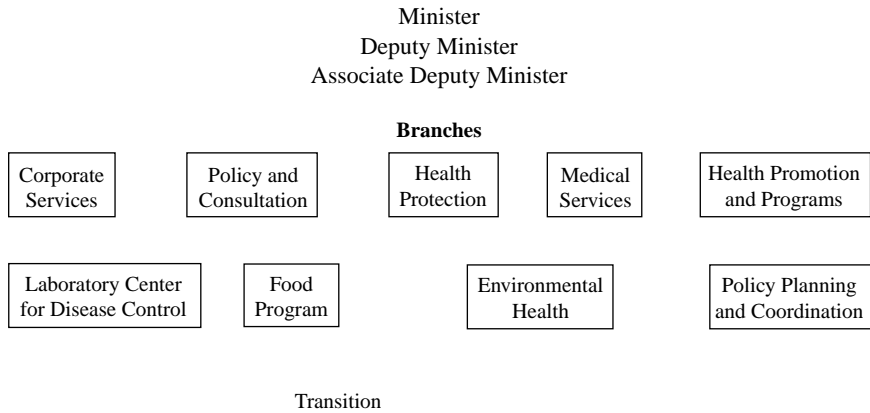 Minister
Deputy Minister
Associate Deputy Minister
Branches
Corporate
Services
Policy and
Consultation
Health
Protection
Medical
Services
Health Promotion
and Programs
Laboratory Center
for Disease Control
Food
Program
Environmental
Health
Policy Planning
and Coordination
Transition